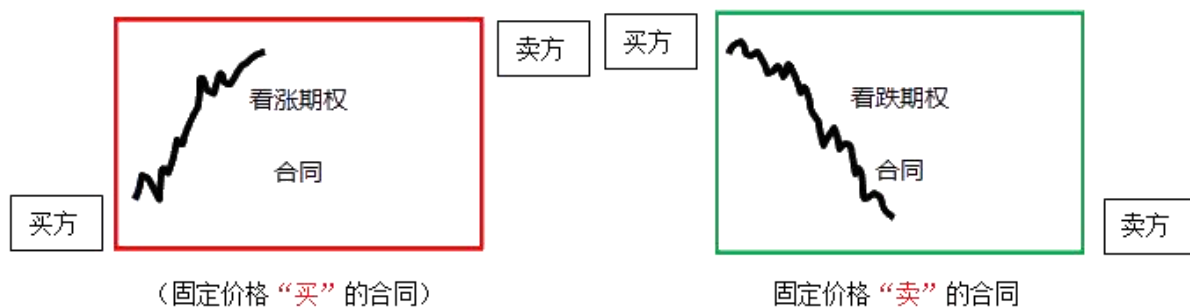 卖方
买方
看涨期权
看跌期权
合同
合同
买方
卖方
（固定价格“买”的合同）
固定价格“卖”的合同